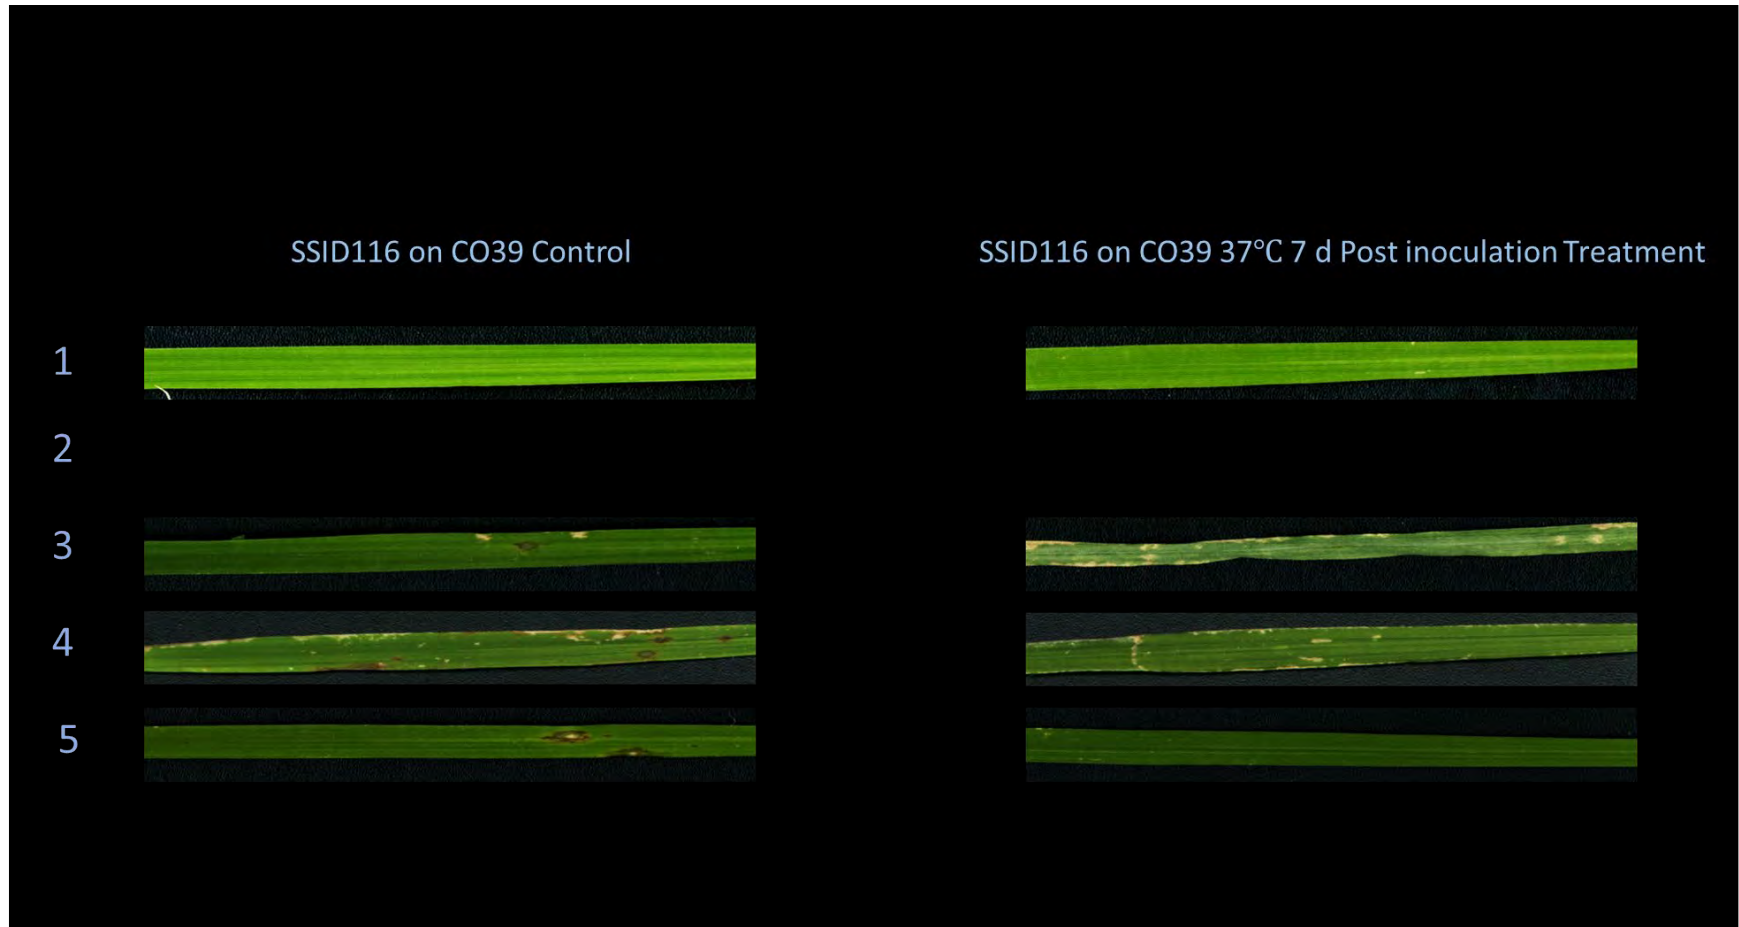 SSID116 on CO39 Control
SSID116 on CO39 37℃ 7 d Post inoculation Treatment
1
2
3
4
5